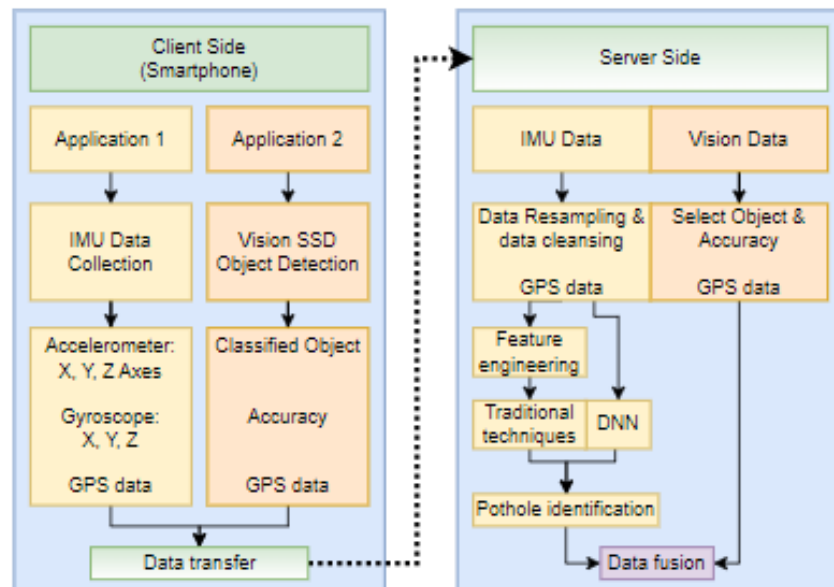 Client Side
(Smartphone)
Application 1
Application 2
IMU Data
Collection
Vision SSD
Object Detection
Accelerometer:
X, Y, Z Axes
Gyroscope:
X, Y, Z
GPS data
Classified Object
Accuracy
GPS data
Data transfer
Server Side
IMU Data
Vision Data
Data Resampling &
data cleansing
GPS data
Select Object &
Accuracy
GPS data
Feature
engineering
Traditional
techniques
DNN
Pothole identification
Data fusion